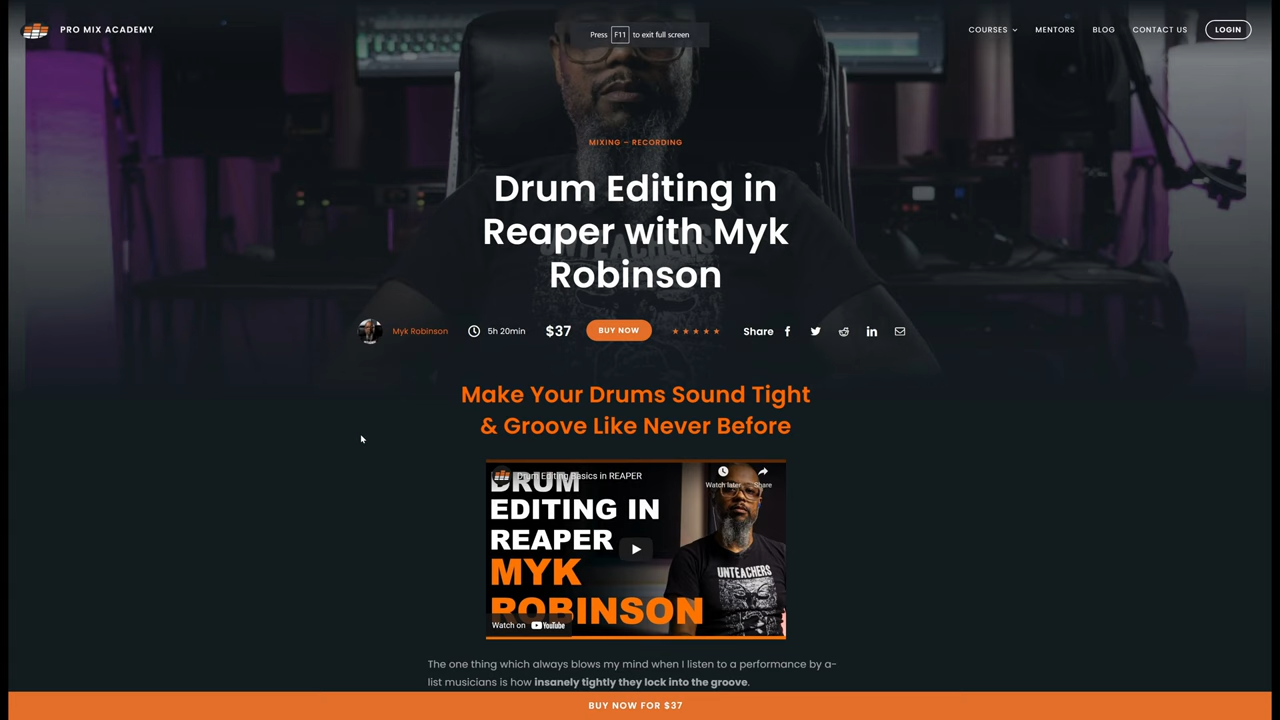 PRO MIX ACADEMY
Press F11 to exit full screen
COURSES
MENTORS
BLOG
CONTACT US
LOGIN
MIXING – RECORDING
Drum Editing in
Reaper with Myk
Robinson
Myk Robinson
5h 20min
$37
BUY NOW
Share
Make Your Drums Sound Tight
& Groove Like Never Before
Drum Editing Basics in REAPER
Watch later
Share
DRUM
EDITING IN
REAPER
MYK
ROBINSON
UNTEACHERS
Watch on YouTube
The one thing which always blows my mind when I listen to a performance by a-
list musicians is how insanely tightly they lock into the groove.
BUY NOW FOR $37